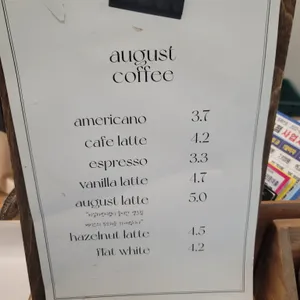 august
coffee
americano 3.7
cafe latte 4.2
espresso 3.3
vanilla latte 4.7
august latte 5.0
hazelnut latte 4.5
flat white 4.2